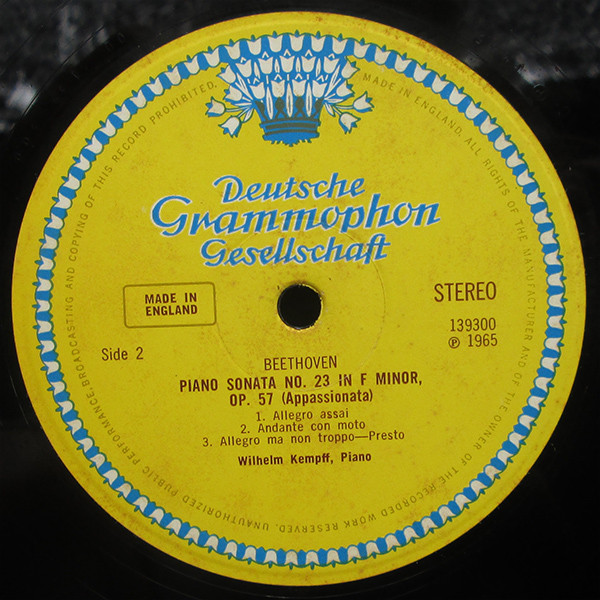 Deutsche
Grammophon
Gesellschaft
MADE IN
ENGLAND
STEREO
139300
℗ 1965
Side 2
BEETHOVEN
PIANO SONATA NO. 23 IN F MINOR,
OP. 57 (Appassionata)
1. Allegro assai
2. Andante con moto
3. Allegro ma non troppo—Presto
Wilhelm Kempff, Piano
MADE IN ENGLAND. ALL RIGHTS OF THE MANUFACTURER AND OF THE OWNER OF THE RECORDED WORK RESERVED. UNAUTHORIZED PUBLIC PERFORMANCE, BROADCASTING AND COPYING OF THIS RECORD PROHIBITED.